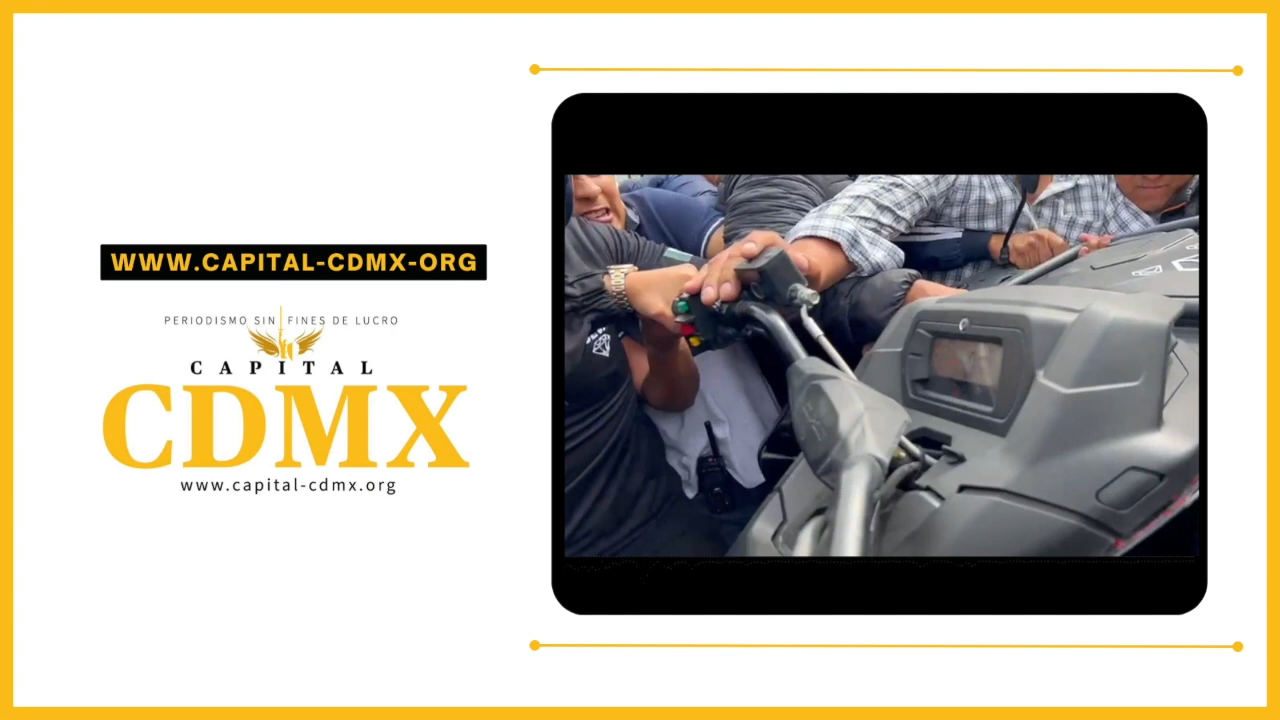 WWW.CAPITAL-CDMX-ORG
PERIODISMO SIN FINES DE LUCRO
CAPITAL
CDMX
www.capital-cdmx.org